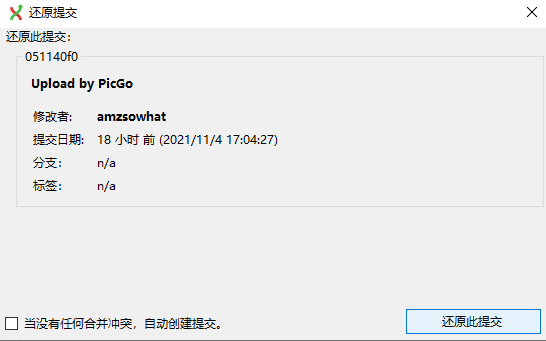 还原提交
还原此提交：
051140f0
Upload by PicGo
修改者： amzsowhat
提交日期： 18 小时 前 (2021/11/4 17:04:27)
分支： n/a
标签： n/a
当没有任何合并冲突，自动创建提交。
还原此提交